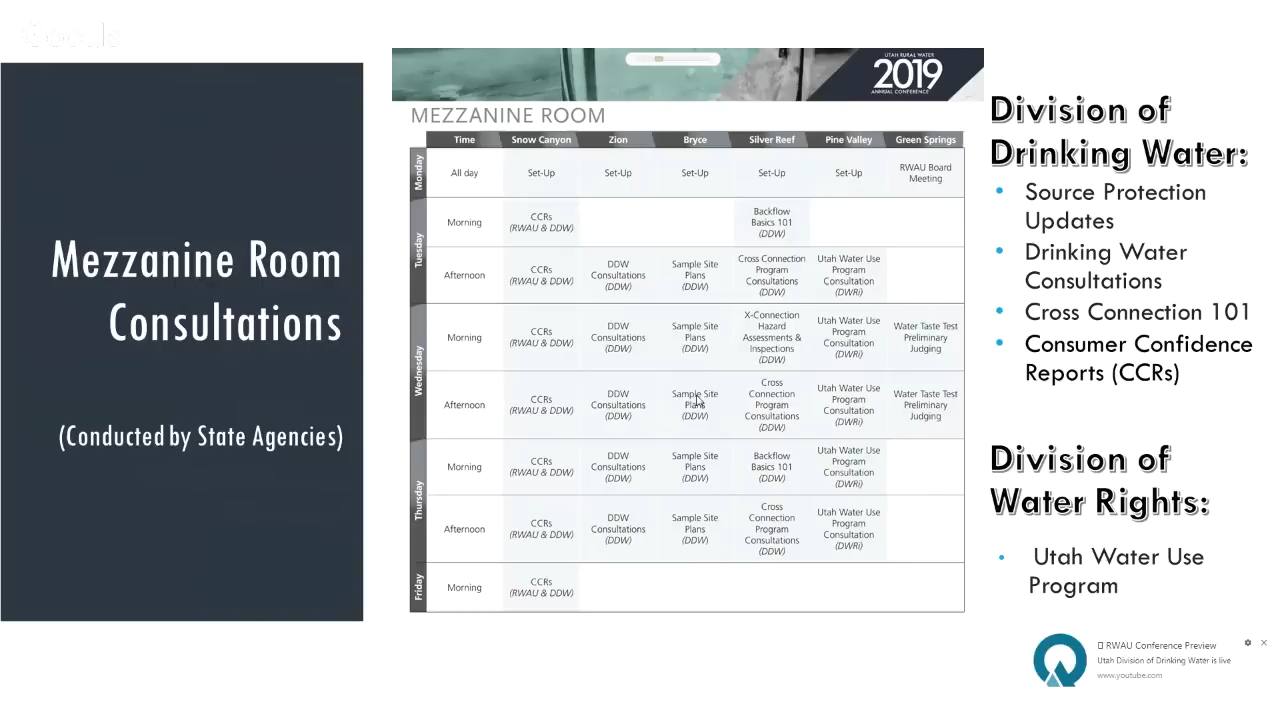 Goals
Mezzanine Room
Consultations
(Conducted by State Agencies)
UTAH RURAL WATER
2019
ANNUAL CONFERENCE
MEZZANINE ROOM
Time Snow Canyon Zion Bryce Silver Reef Pine Valley Green Springs
Monday
All day Set-Up Set-Up Set-Up Set-Up Set-Up RWAU Board
Meeting
Tuesday
Morning CCRs
(RWAU & DDW) Backflow
Basics 101
(DDW)
Afternoon CCRs
(RWAU & DDW) DDW
Consultations
(DDW) Sample Site
Plans
(DDW) Cross Connection
Program
Consultations
(DDW) Utah Water Use
Program
Consultation
(DWRi)
Wednesday
Morning CCRs
(RWAU & DDW) DDW
Consultations
(DDW) Sample Site
Plans
(DDW) X-Connection
Hazard
Assessments &
Inspections
(DDW) Utah Water Use
Program
Consultation
(DWRi) Water Taste Test
Preliminary
Judging
Afternoon CCRs
(RWAU & DDW) DDW
Consultations
(DDW) Sample Site
Plans
(DDW) Cross
Connection
Program
Consultations
(DDW) Utah Water Use
Program
Consultation
(DWRi) Water Taste Test
Preliminary
Judging
Thursday
Morning CCRs
(RWAU & DDW) DDW
Consultations
(DDW) Sample Site
Plans
(DDW) Backflow
Basics 101
(DDW) Utah Water Use
Program
Consultation
(DWRi)
Afternoon CCRs
(RWAU & DDW) DDW
Consultations
(DDW) Sample Site
Plans
(DDW) Cross
Connection
Program
Consultations
(DDW) Utah Water Use
Program
Consultation
(DWRi)
Friday
Morning CCRs
(RWAU & DDW)
Division of
Drinking Water:
• Source Protection
Updates
• Drinking Water
Consultations
• Cross Connection 101
• Consumer Confidence
Reports (CCRs)
Division of
Water Rights:
• Utah Water Use
Program
RWAU Conference Preview
Utah Division of Drinking Water is live
www.youtube.com